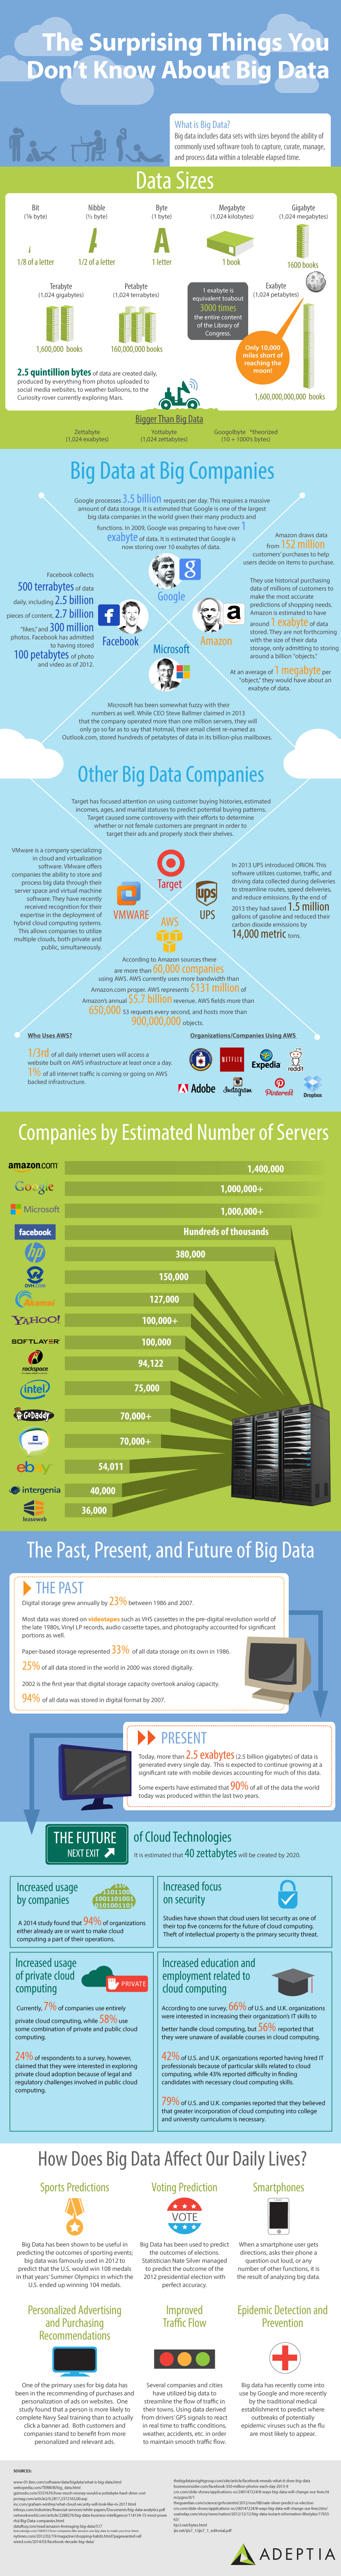 The Surprising Things You
Don't Know About Big Data
What is Big Data?
Big data includes data sets with sizes beyond the ability of
commonly used software tools to capture, curate, manage,
and process data within a tolerable elapsed time.
Data Sizes
Bit
(⅛ byte)
1/8 of a letter
Nibble
(½ byte)
1/2 of a letter
Byte
(1 byte)
A
1 letter
Megabyte
(1,024 kilobytes)
1 book
Gigabyte
(1,024 megabytes)
1600 books
Terabyte
(1,024 gigabytes)
1,600,000 books
Petabyte
(1,024 terrabytes)
160,000,000 books
1 exabyte is
equivalent toabout
3000 times
the entire content
of the Library of
Congress.
Exabyte
(1,024 petabytes)
Only 10,000
miles short of
reaching the
moon!
1,600,000,000,000 books
2.5 quintillion bytes of data are created daily,
produced by everything from photos uploaded to
social media websites, to weather balloons, to the
Curiosity rover currently exploring Mars.
Bigger Than Big Data
Zettabyte
(1,024 exabytes)
Yottabyte
(1,024 zettabytes)
Googolbyte *theorized
(10 + 1000's bytes)
Big Data at Big Companies
Google processes 3.5 billion requests per day. This requires a massive
amount of data storage. It is estimated that Google is one of the largest
big data companies in the world given their many products and
functions. In 2009, Google was preparing to have over 1
exabyte of data. It is estimated that Google is
now storing over 10 exabytes of data.
Google
Facebook collects
500 terrabytes of data
daily, including 2.5 billion
pieces of content, 2.7 billion
"likes," and 300 million
photos. Facebook has admitted
to having stored
100 petabytes of photo
and video as of 2012.
Facebook
Microsoft
Amazon
Amazon draws data
from 152 million
customers' purchases to help
users decide on items to purchase.
They use historical purchasing
data of millions of customers to
make the most accurate
predictions of shopping needs.
Amazon is estimated to have
around 1 exabyte of data
stored. They are not forthcoming
with the size of their data
storage, only admitting to storing
around a billion "objects."
At an average of 1 megabyte per
"object," they would have about an
exabyte of data.
Microsoft has been somewhat fuzzy with their
numbers as well. While CEO Steve Ballmer claimed in 2013
that the company operated more than one million servers, they will
only go so far as to say that Hotmail, their email client re-named as
Outlook.com, stored hundreds of petabytes of data in its billion-plus mailboxes.
Other Big Data Companies
Target has focused attention on using customer buying histories, estimated
incomes, ages, and marital statuses to predict potential buying patterns.
Target caused some controversy with their efforts to determine
whether or not female customers are pregnant in order to
target their ads and properly stock their shelves.
Target
VMware is a company specializing
in cloud and virtualization
software. VMware offers
companies the ability to store and
process big data through their
server space and virtual machine
software. They have recently
received recognition for their
expertise in the deployment of
hybrid cloud computing systems.
This allows companies to utilize
multiple clouds, both private and
public, simultaneously.
VMWARE
AWS
ups
UPS
In 2013 UPS introduced ORION. This
software utilizes customer, traffic, and
driving data collected during deliveries
to streamline routes, speed deliveries,
and reduce emissions. By the end of
2013 they had saved 1.5 million
gallons of gasoline and reduced their
carbon dioxide emissions by
14,000 metric tons.
According to Amazon sources there
are more than 60,000 companies
using AWS. AWS currently uses more bandwidth than
Amazon.com proper. AWS represents $131 million of
Amazon's annual $5.7 billion revenue. AWS fields more than
650,000 s3 requests every second, and hosts more than
900,000,000 objects.
Who Uses AWS?
1/3rd of all daily internet users will access a
website built on AWS infrastructure at least once a day.
1% of all internet traffic is coming or going on AWS
backed infrastructure.
Organizations/Companies Using AWS
NETFLIX
Expedia
reddit
Adobe
Instagram
Pinterest
Dropbox
Companies by Estimated Number of Servers
amazon.com 1,400,000
Google 1,000,000+
Microsoft 1,000,000+
facebook Hundreds of thousands
hp 380,000
OVH.COM 150,000
Akamai 127,000
YAHOO! 100,000+
SOFTLAYER 100,000
rackspace 94,122
intel 75,000
GoDaddy 70,000+
70,000+
ebay 54,011
intergenia 40,000
leaseweb 36,000
The Past, Present, and Future of Big Data
THE PAST
Digital storage grew annually by 23% between 1986 and 2007.
Most data was stored on videotapes such as VHS cassettes in the pre-digital revolution world of
the late 1980s, Vinyl LP records, audio cassette tapes, and photography accounted for significant
portions as well.
Paper-based storage represented 33% of all data storage on its own in 1986.
25% of all data stored in the world in 2000 was stored digitally.
2002 is the first year that digital storage capacity overtook analog capacity.
94% of all data was stored in digital format by 2007.
PRESENT
Today, more than 2.5 exabytes (2.5 billion gigabytes) of data is
generated every single day. This is expected to continue growing at a
significant rate with mobile devices accounting for much of this data.
Some experts have estimated that 90% of all of the data the world
today was produced within the last two years.
THE FUTURE
NEXT EXIT
of Cloud Technologies
It is estimated that 40 zettabytes will be created by 2020.
Increased usage
by companies
A 2014 study found that 94% of organizations
either already are or plan to make cloud
computing a part of their operations.
Increased focus
on security
Studies have shown that cloud users list security as one of
their top five concerns for the future of cloud computing.
Theft of intellectual property is the primary security threat.
Increased usage
of private cloud
computing
PRIVATE
Currently, 7% of companies use entirely
private cloud computing, while 58% use
some combination of private and public cloud
computing.
24% of respondents to a survey, however,
claimed that they were interested in exploring
private cloud adoption because of legal and
regulatory challenges involved in public cloud
computing.
Increased education and
employment related to
cloud computing
According to one survey, 66% of U.S. and U.K. organizations
were interested in increasing their organization's IT skills to
better handle cloud computing, but 56% reported that
they were unaware of available courses in cloud computing.
42% of U.S. and U.K. organizations reported having hired IT
professionals because of particular skills related to cloud
computing, while 43% reported difficulty in finding
candidates with necessary cloud computing skills.
79% of U.S. and U.K. companies reported that they believed
that greater incorporation of cloud computing into college
and university curriculums is necessary.
How Does Big Data Affect Our Daily Lives?
Sports Predictions
Big Data has been shown to be useful in
predicting the outcomes of sporting events;
big data was famously used in 2012 to
predict that the U.S. would win 108 medals
in that years' Summer Olympics in which the
U.S. ended up winning 104 medals.
Voting Prediction
VOTE
Big Data has been used to predict
the outcomes of elections.
Statistician Nate Silver managed
to predict the outcome of the
2012 presidential election with
perfect accuracy.
Smartphones
When a smartphone user gets
directions, asks their phone a
question out loud, or any
number of other functions, it is
the result of analyzing big data.
Personalized Advertising
and Purchasing
Recommendations
One of the primary uses for big data has
been in the recommending of purchases and
personalization of ads on websites. One
study found that a person is more likely to
complete Navy Seal training than to actually
click a banner ad. Both customers and
companies stand to benefit from more
personalized and relevant ads.
Improved
Traffic Flow
Several companies and cities
have utilized big data to
streamline the flow of traffic in
their towns. Using data derived
from drivers' GPS signals to react
in real time to traffic conditions,
weather, accidents, etc. in order
to maintain smooth traffic flow.
Epidemic Detection and
Prevention
Big data has recently come into
use by Google and more recently
by the traditional medical
establishment to predict where
outbreaks of potentially
epidemic viruses such as the flu
are most likely to appear.
SOURCES:
ADEPTIA